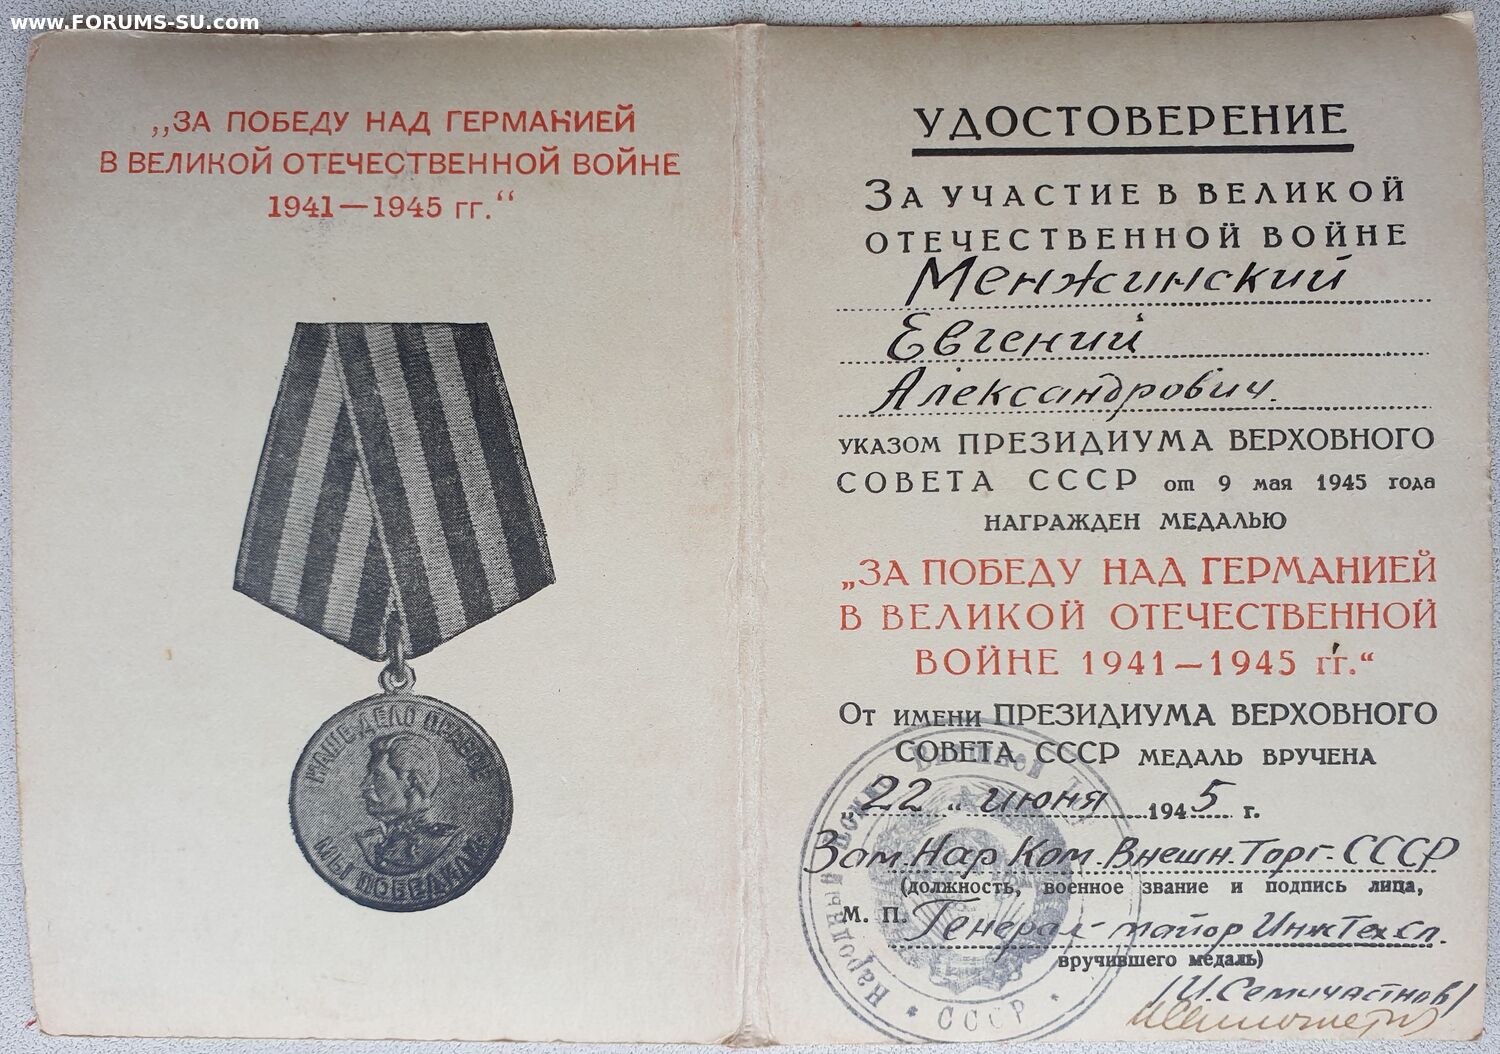 www.FORUMS-SU.com
„ЗА ПОБЕДУ НАД ГЕРМАНИЕЙ
В ВЕЛИКОЙ ОТЕЧЕСТВЕННОЙ ВОЙНЕ
1941—1945 гг.“
НАШЕ ДЕЛО ПРАВОЕ
МЫ ПОБЕДИЛИ
УДОСТОВЕРЕНИЕ
ЗА УЧАСТИЕ В ВЕЛИКОЙ
ОТЕЧЕСТВЕННОЙ ВОЙНЕ
Менжинский
Евгений
Александрович.
УКАЗОМ ПРЕЗИДИУМА ВЕРХОВНОГО
СОВЕТА СССР от 9 мая 1945 года
НАГРАЖДЕН МЕДАЛЬЮ
„ЗА ПОБЕДУ НАД ГЕРМАНИЕЙ
В ВЕЛИКОЙ ОТЕЧЕСТВЕННОЙ
ВОЙНЕ 1941—1945 гг.“
От имени ПРЕЗИДИУМА ВЕРХОВНОГО
СОВЕТА СССР МЕДАЛЬ ВРУЧЕНА
„22“ июня 1945 г.
Зам. Нар Ком. Внешн. Торг. СССР
(должность, военное звание и подпись лица,
М. П. Генерал-майор ИнжТехСл.
вручившего медаль)
/И. Семичастнов/
Народный Комис
СССР